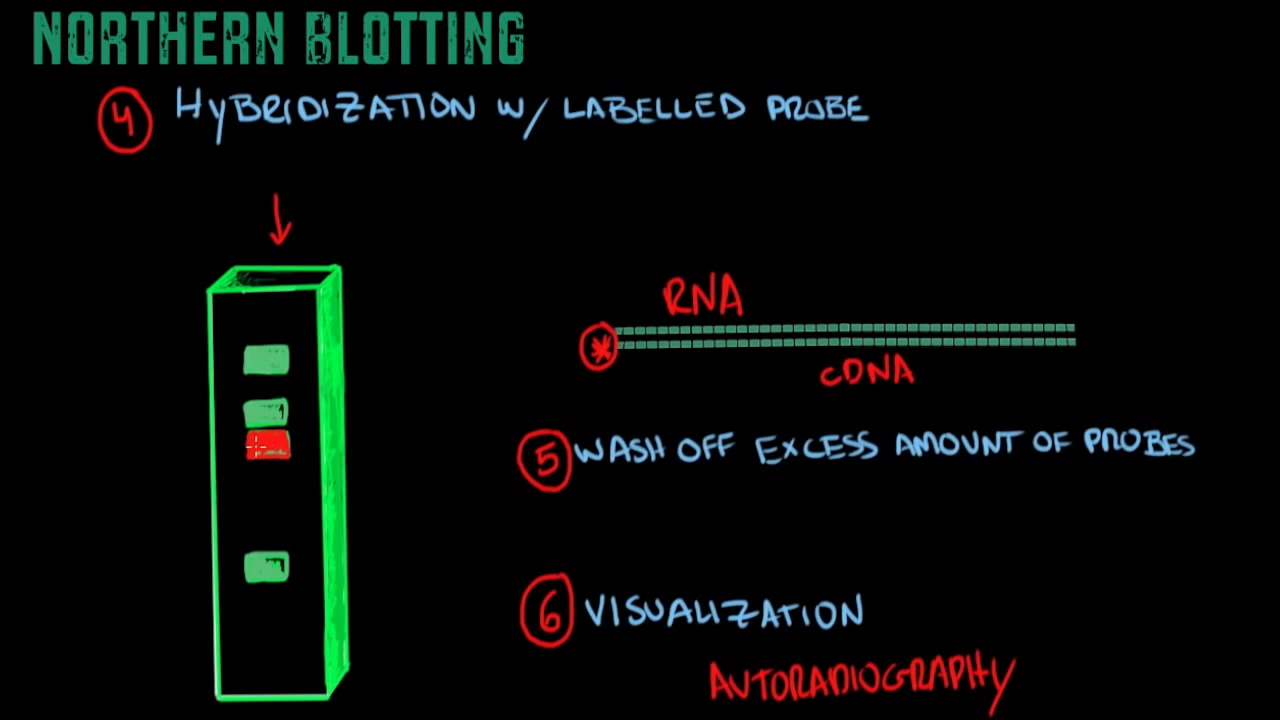 NORTHERN BLOTTING
4 HYBRIDIZATION W/ LABELLED PROBE
RNA
*
cDNA
5 WASH OFF EXCESS AMOUNT OF PROBES
6 VISUALIZATION
AUTORADIOGRAPHY